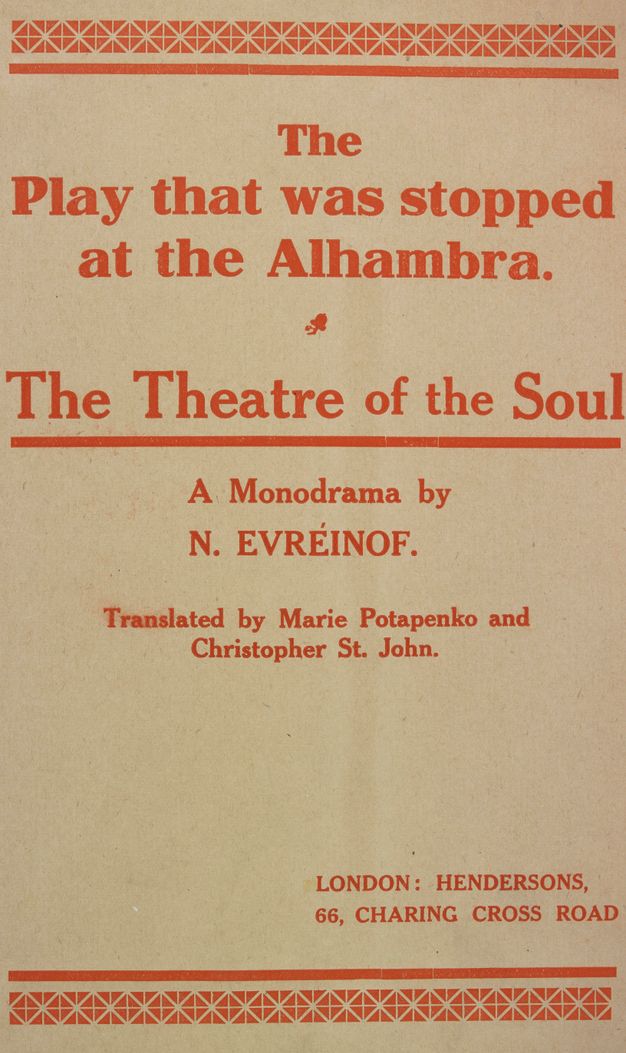 The
Play that was stopped
at the Alhambra.
The Theatre of the Soul
A Monodrama by
N. EVRÉINOF.
Translated by Marie Potapenko and
Christopher St. John.
LONDON: HENDERSONS,
66, CHARING CROSS ROAD